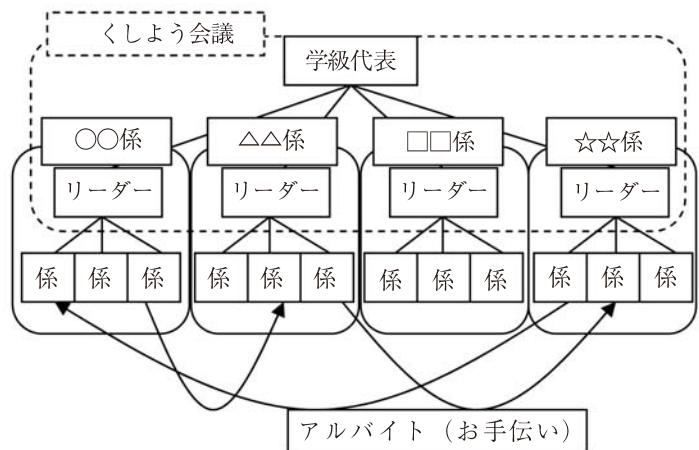 くしよう会議
学級代表
○○係
△△係
□□係
☆☆係
リーダー
リーダー
リーダー
リーダー
係 係 係
係 係 係
係 係 係
係 係 係
アルバイト（お手伝い）